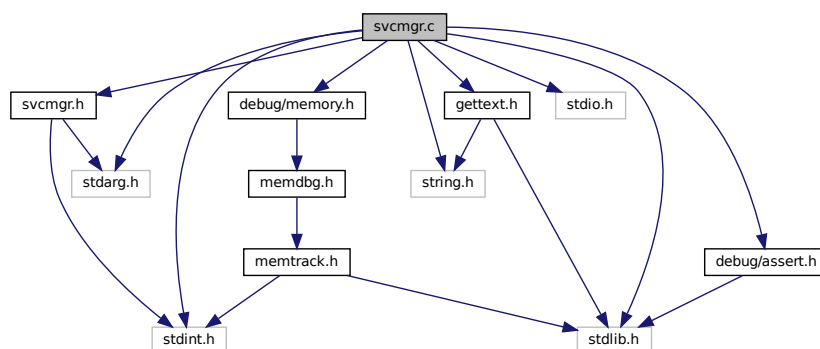 svcmgr.c
svcmgr.h
debug/memory.h
gettext.h
stdio.h
stdarg.h
memdbg.h
string.h
memtrack.h
debug/assert.h
stdint.h
stdlib.h